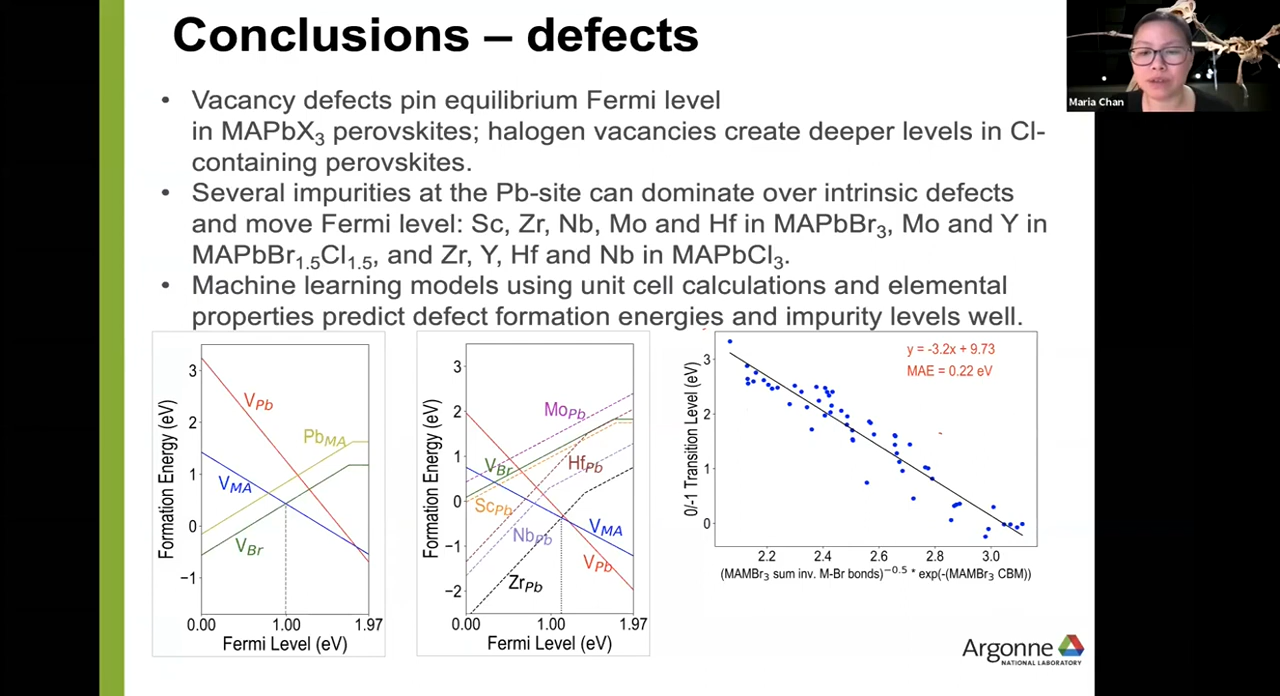 Conclusions – defects
Maria Chan
• Vacancy defects pin equilibrium Fermi level
in MAPbX3 perovskites; halogen vacancies create deeper levels in Cl-
containing perovskites.
• Several impurities at the Pb-site can dominate over intrinsic defects
and move Fermi level: Sc, Zr, Nb, Mo and Hf in MAPbBr3, Mo and Y in
MAPbBr1.5Cl1.5, and Zr, Y, Hf and Nb in MAPbCl3.
• Machine learning models using unit cell calculations and elemental
properties predict defect formation energies and impurity levels well.
Formation Energy (eV)
3
2
1
0
−1
VPb
PbMA
VMA
VBr
0.00 1.00 1.97
Fermi Level (eV)
Formation Energy (eV)
3
2
1
0
−1
−2
MoPb
VBr
HfPb
ScPb
NbPb
VMA
VPb
ZrPb
0.00 1.00 1.97
Fermi Level (eV)
0/-1 Transition Level (eV)
3
2
1
0
y = -3.2x + 9.73
MAE = 0.22 eV
2.2 2.4 2.6 2.8 3.0
(MAMBr3 sum inv. M-Br bonds)−0.5 * exp(-(MAMBr3 CBM))
Argonne
NATIONAL LABORATORY